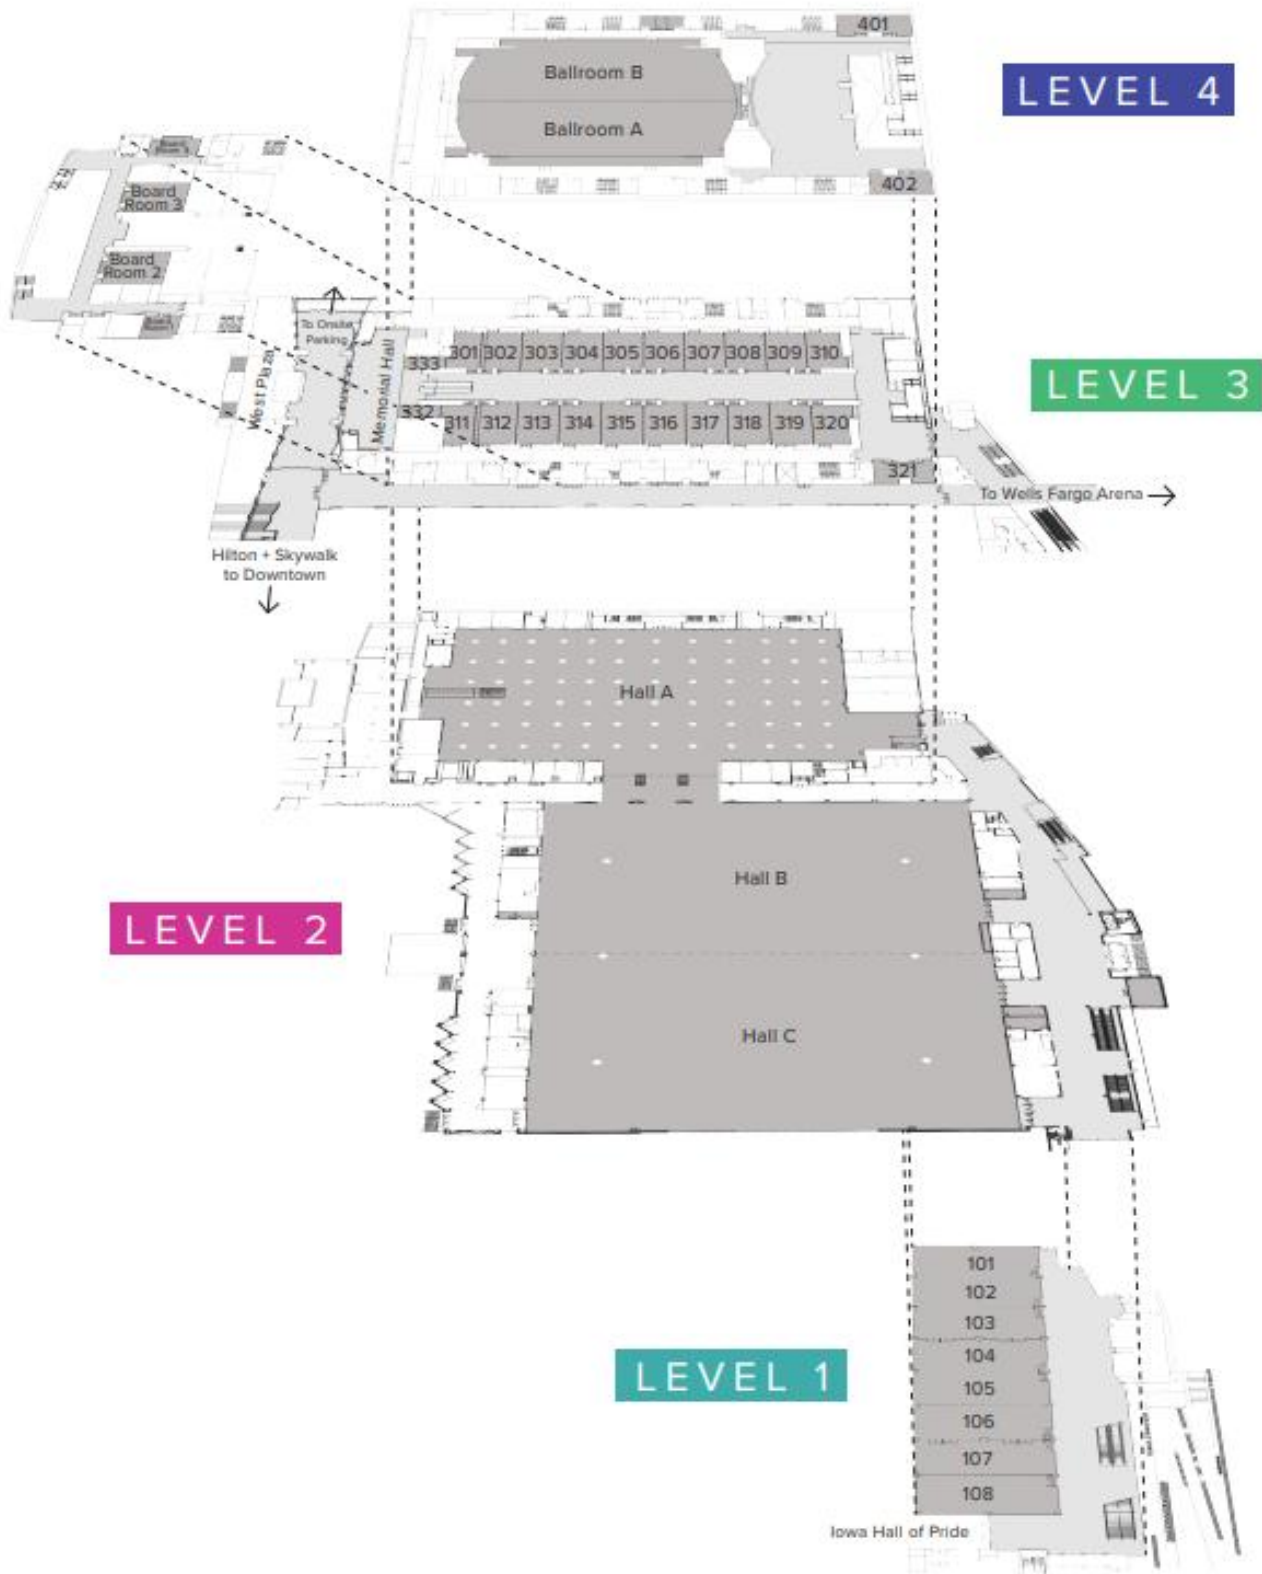 401
Ballroom B
LEVEL 4
Ballroom A
402
Board
Board
Room 3
Board
Room 2
Board
To Onsite
Parking
West Plaza
Memorial Hall
333
301 302 303 304 305 306 307 308 309 310
LEVEL 3
332
311 312 313 314 315 316 317 318 319 320
321
To Wells Fargo Arena →
Hilton + Skywalk
to Downtown
Hall A
Hall B
LEVEL 2
Hall C
101
102
103
104
LEVEL 1
105
106
107
108
Iowa Hall of Pride